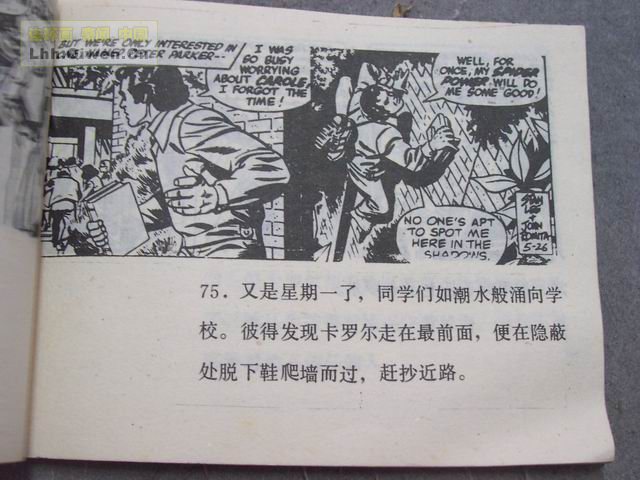 BUT WE'RE ONLY INTERESTED IN
PETER PARKER--
I WAS
SO BUSY
WORRYING
ABOUT CAROLE
I FORGOT
THE TIME!
WELL, FOR
ONCE, MY SPIDER
POWER WILL DO
ME SOME GOOD!
NO ONE'S APT
TO SPOT ME
HERE IN THE
SHADOWS.
STAN
LEE
JOHN
ROMITA
5-26
75．又是星期一了，同学们如潮水般涌向学
校。彼得发现卡罗尔走在最前面，便在隐蔽
处脱下鞋爬墙而过，赶抄近路。